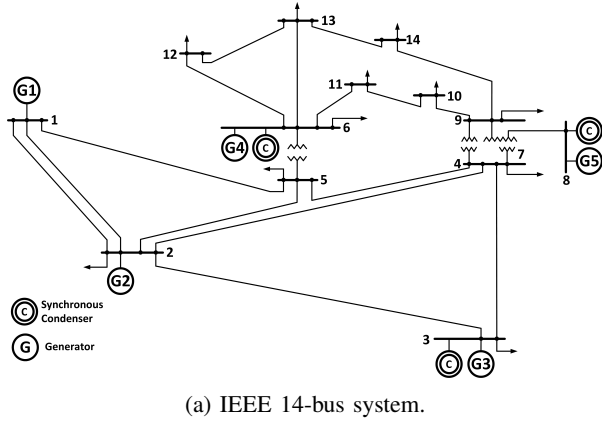 13
14
12
G1
11
10
1
6
9
C
G4
C
7
4
G5
5
8
2
G2
C Synchronous
Condenser
3
G Generator
C
G3
(a) IEEE 14-bus system.